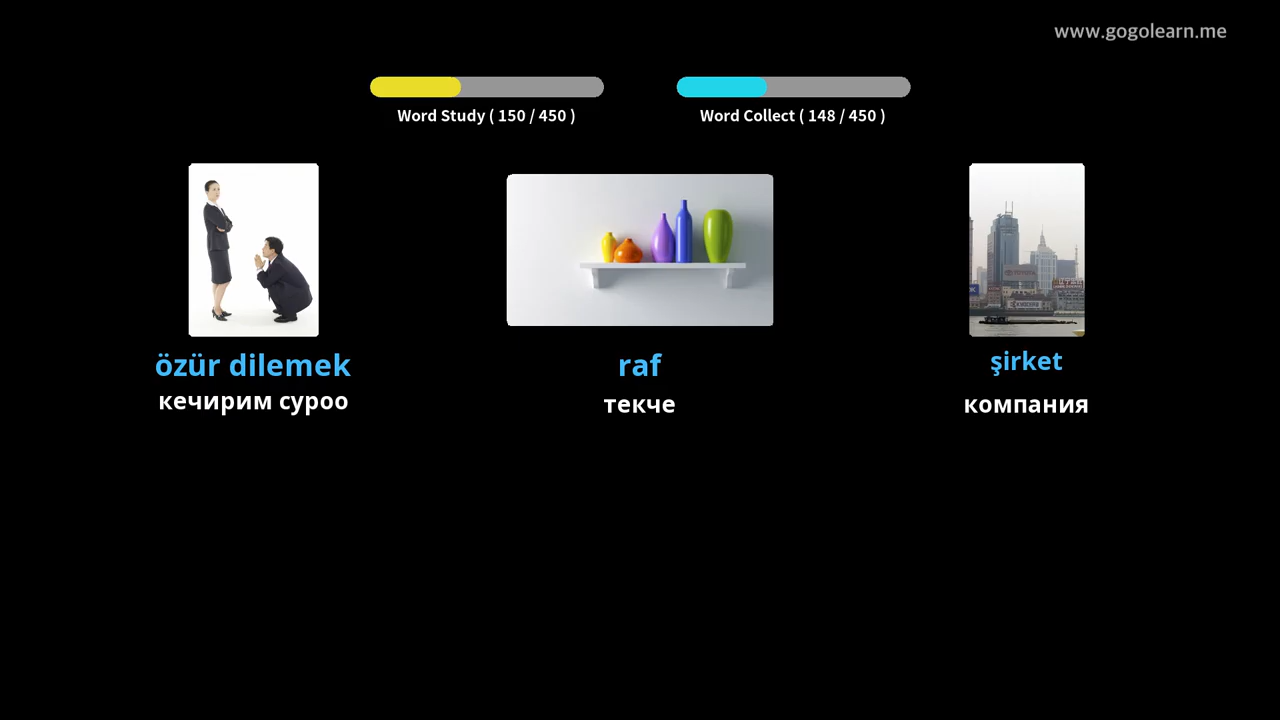 www.gogolearn.me
Word Study ( 150 / 450 )
Word Collect ( 148 / 450 )
TOYOTA
özür dilemek
raf
şirket
кечирим суроо
текче
компания